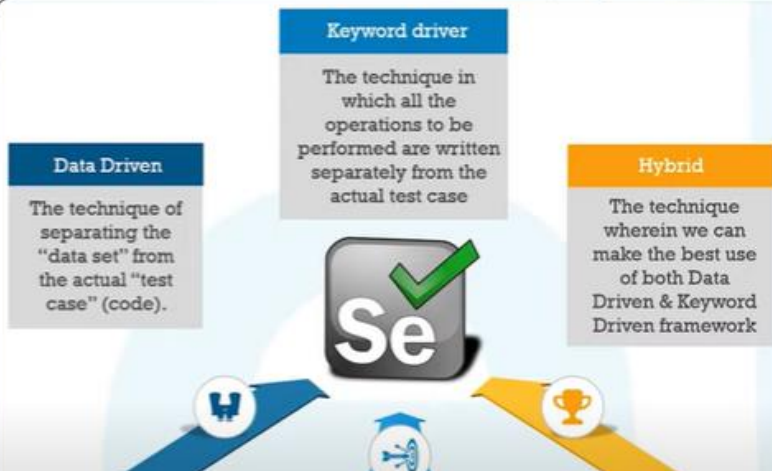 Keyword driver
The technique in
which all the
operations to be
performed are written
separately from the
actual test case
Data Driven
The technique of
separating the
“data set” from
the actual “test
case” (code).
Hybrid
The technique
wherein we can
make the best use
of both Data
Driven & Keyword
Driven framework
Se